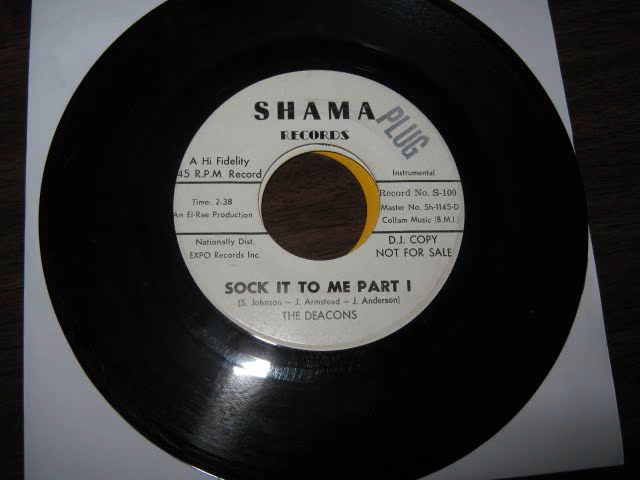 SHAMA
RECORDS
PLUG
A Hi Fidelity
45 R.P.M Record
Time: 2:38
An El-Rae Production
Nationally Dist.
EXPO Records Inc.
Instrumental
Record No. S-100
Master No. Sh-1145-D
Colfam Music (B.M.I.)
D.J. COPY
NOT FOR SALE
SOCK IT TO ME PART I
(S. Johnson — J. Armstead — J. Anderson)
THE DEACONS